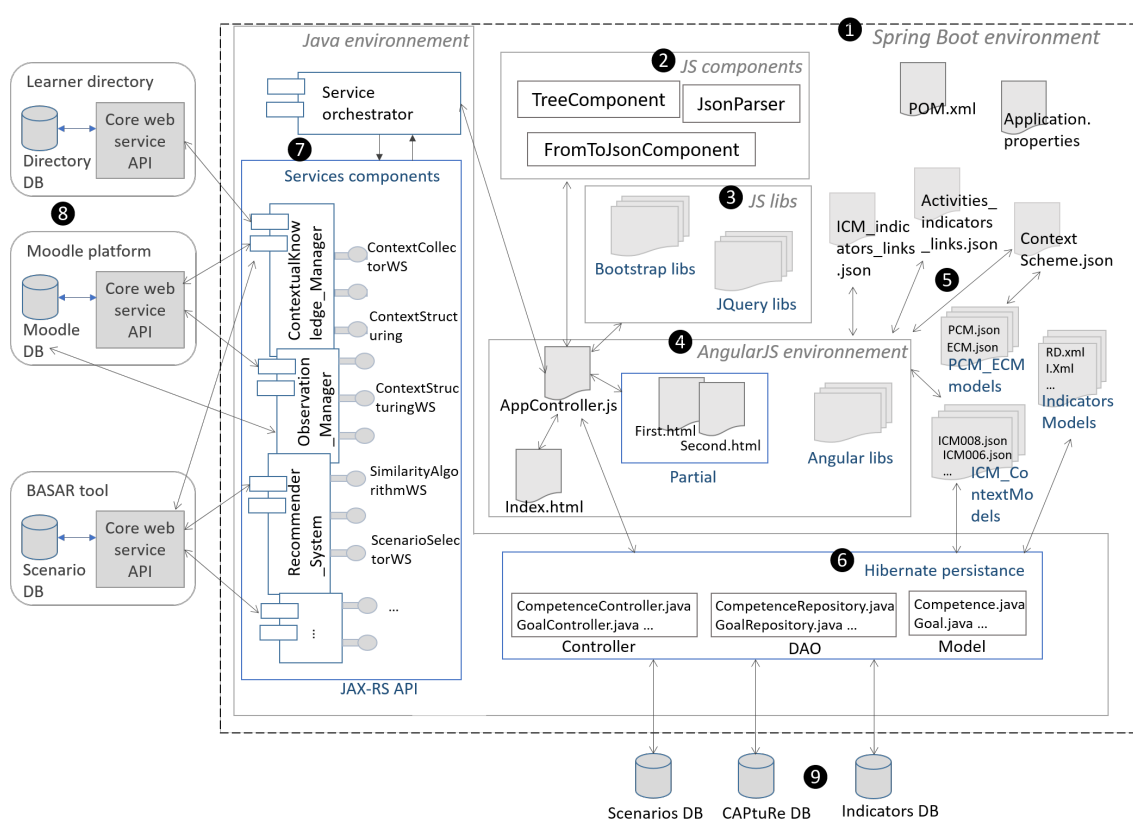 1
Spring Boot environment
Java environnement
2
JS components
TreeComponent
JsonParser
FromToJsonComponent
POM.xml
Application.
properties
Service
orchestrator
Learner directory
Core web
service
API
Directory
DB
8
Moodle platform
Core web
service
API
Moodle
DB
BASAR tool
Core web
service
API
Scenario
DB
7
Services components
ContextualKnow
ledge_Manager
ContextCollec
torWS
ContextStruct
uring
Observation
_Manager
ContextStru
cturingWS
Recommender
_System
SimilarityAlgo
rithmWS
ScenarioSelec
torWS
...
...
JAX-RS API
3
JS libs
Bootstrap libs
JQuery libs
ICM_indic
ators_links
.json
Activities_
indicators
_links.json
Context
Scheme.json
5
4
AngularJS environnement
AppController.js
Index.html
First.html
Second.html
Partial
Angular libs
PCM.json
ECM.json
PCM_ECM
models
RD.xml
I.Xml
...
Indicators
Models
ICM008.json
ICM006.json
...
ICM_Co
ntextMo
dels
6
Hibernate persistance
CompetenceController.java
GoalController.java ...
Controller
CompetenceRepository.java
GoalRepository.java ...
DAO
Competence.java
Goal.java ...
Model
9
Scenarios DB
CAPtuRe DB
Indicators DB